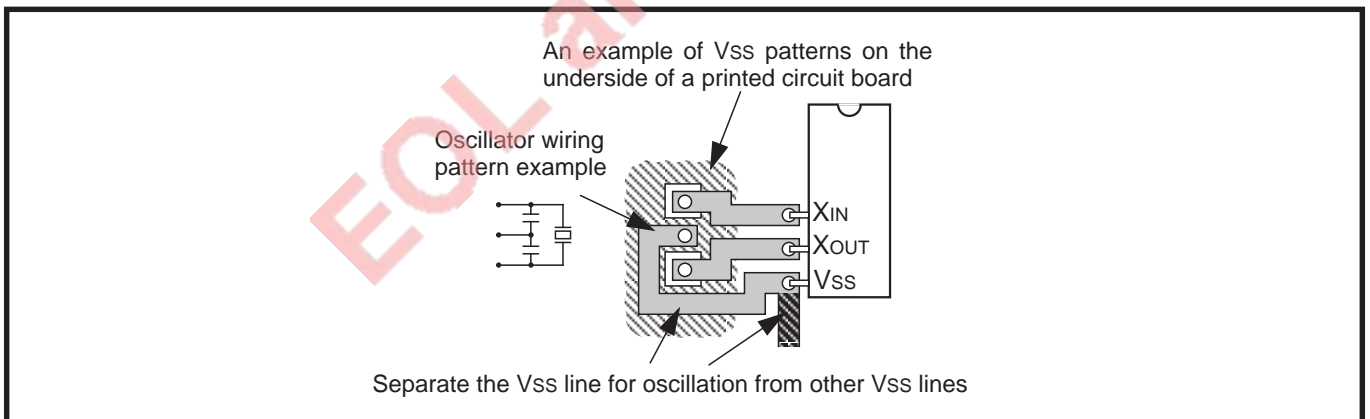 An example of VSS patterns on the
underside of a printed circuit board
Oscillator wiring
pattern example
XIN
XOUT
VSS
Separate the VSS line for oscillation from other VSS lines
EOL a